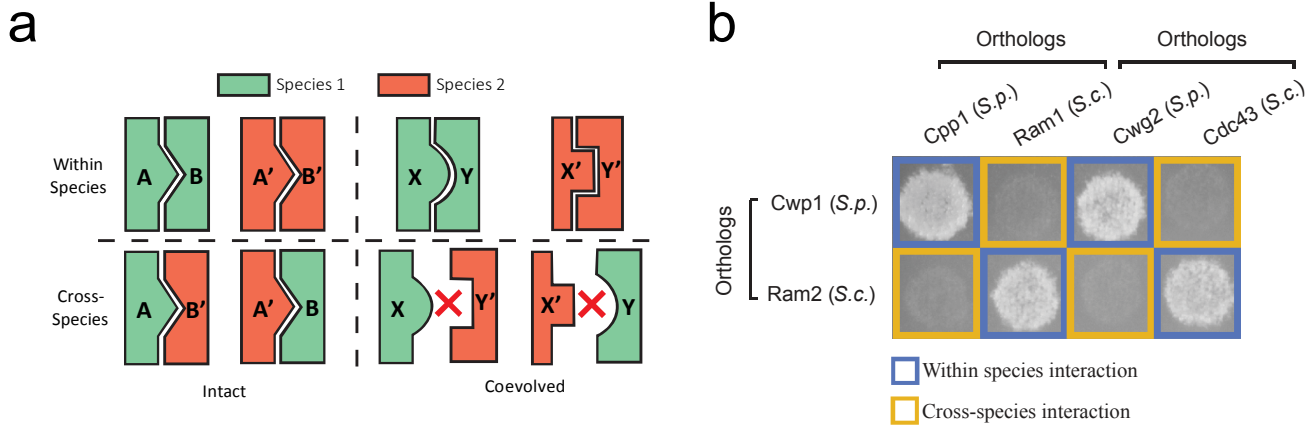 a
Species 1
Species 2
Within
Species
A
B
A′
B′
X
Y
X′
Y′
Cross-
Species
A
B′
A′
B
X
Y′
X′
Y
Intact
Coevolved
b
Orthologs
Orthologs
Cpp1 (S.p.)
Ram1 (S.c.)
Cwg2 (S.p.)
Cdc43 (S.c.)
Orthologs
Cwp1 (S.p.)
Ram2 (S.c.)
Within species interaction
Cross-species interaction